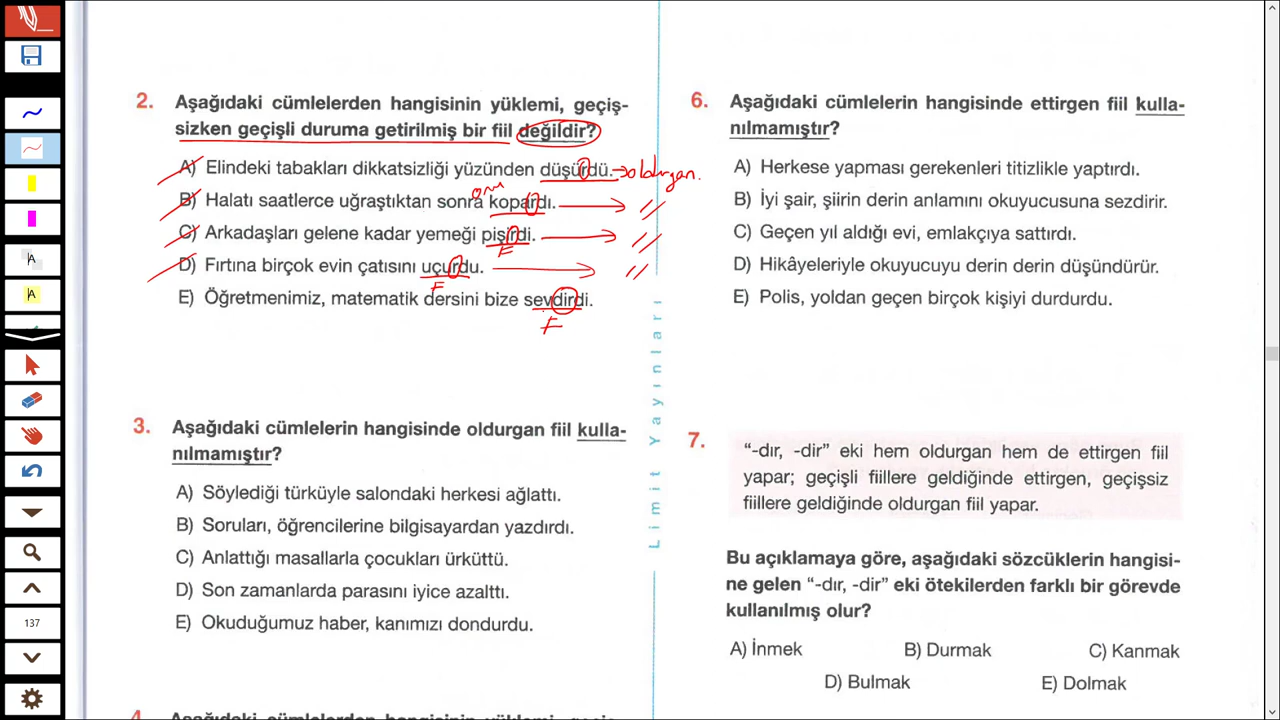 2. Aşağıdaki cümlelerden hangisinin yüklemi, geçiş-
sizken geçişli duruma getirilmiş bir fiil değildir?
A) Elindeki tabakları dikkatsizliği yüzünden düşürdü. → oldurgan.
onu
B) Halatı saatlerce uğraştıktan sonra kopardı. → //
C) Arkadaşları gelene kadar yemeği pişirdi. → //
F
D) Fırtına birçok evin çatısını uçurdu. → //
F
E) Öğretmenimiz, matematik dersini bize sevdirdi.
F
3. Aşağıdaki cümlelerin hangisinde oldurgan fiil kulla-
nılmamıştır?
A) Söylediği türküyle salondaki herkesi ağlattı.
B) Soruları, öğrencilerine bilgisayardan yazdırdı.
C) Anlattığı masallarla çocukları ürküttü.
D) Son zamanlarda parasını iyice azalttı.
E) Okuduğumuz haber, kanımızı dondurdu.
Limit Yayınları
6. Aşağıdaki cümlelerin hangisinde ettirgen fiil kulla-
nılmamıştır?
A) Herkese yapması gerekenleri titizlikle yaptırdı.
B) İyi şair, şiirin derin anlamını okuyucusuna sezdirir.
C) Geçen yıl aldığı evi, emlakçıya sattırdı.
D) Hikâyeleriyle okuyucuyu derin derin düşündürür.
E) Polis, yoldan geçen birçok kişiyi durdurdu.
7. “-dır, -dir” eki hem oldurgan hem de ettirgen fiil
yapar; geçişli fiillere geldiğinde ettirgen, geçişsiz
fiillere geldiğinde oldurgan fiil yapar.
Bu açıklamaya göre, aşağıdaki sözcüklerin hangisi-
ne gelen “-dır, -dir” eki ötekilerden farklı bir görevde
kullanılmış olur?
A) İnmek B) Durmak C) Kanmak
D) Bulmak E) Dolmak
A
A
137